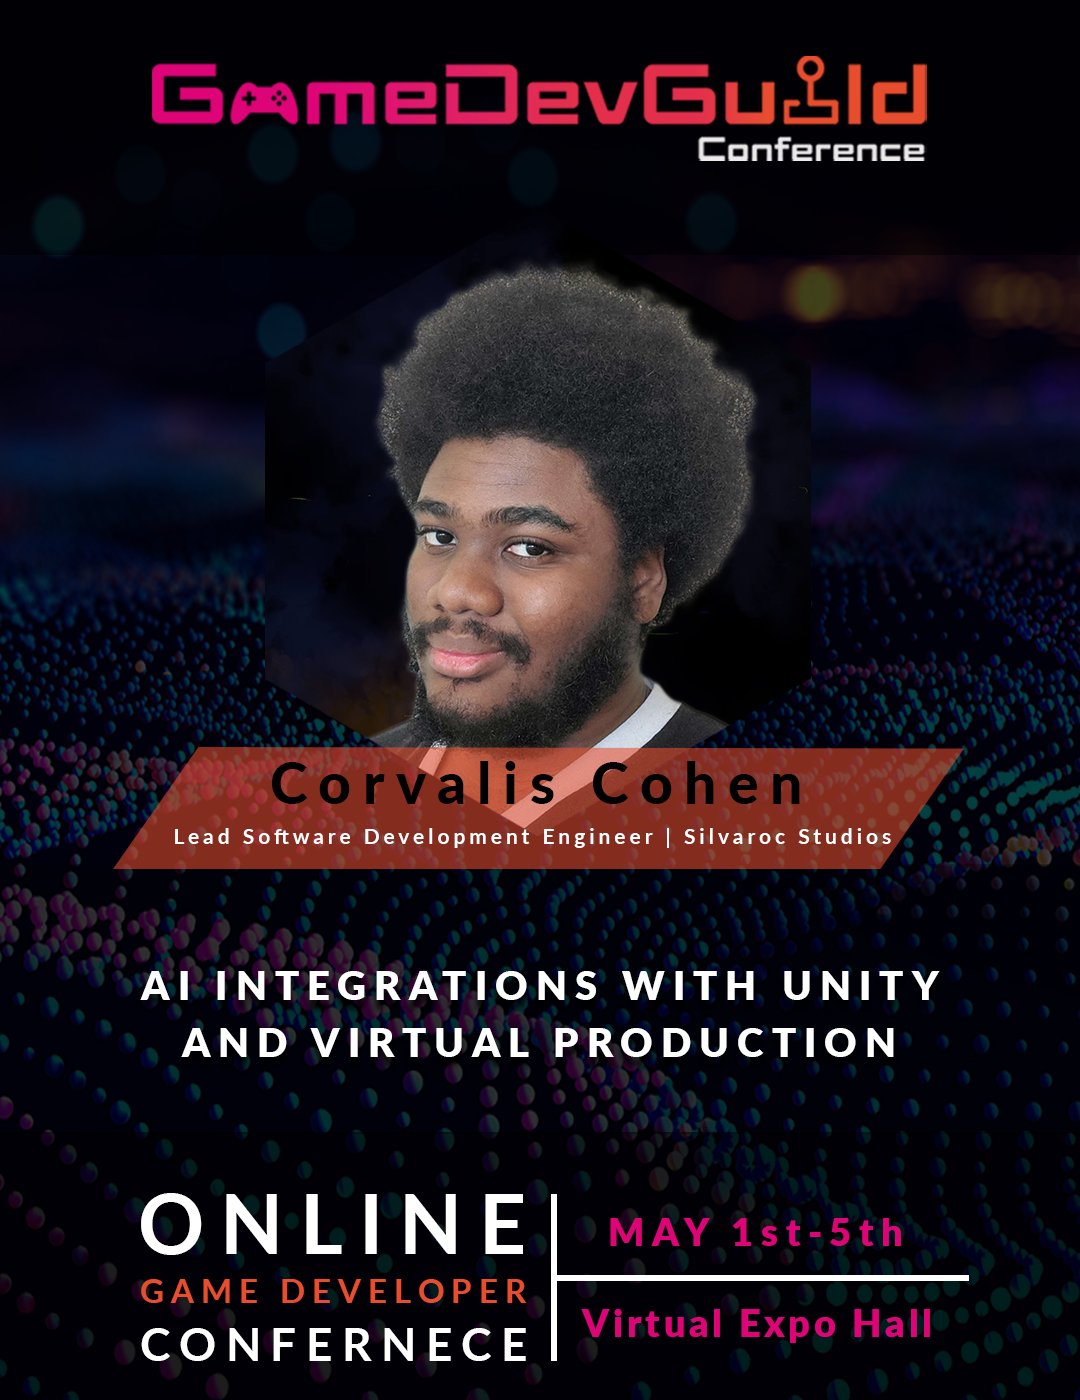 GameDevGuild
Conference
Corvalis Cohen
Lead Software Development Engineer | Silvaroc Studios
AI INTEGRATIONS WITH UNITY
AND VIRTUAL PRODUCTION
ONLINE
GAME DEVELOPER
CONFERNECE
MAY 1st-5th
Virtual Expo Hall